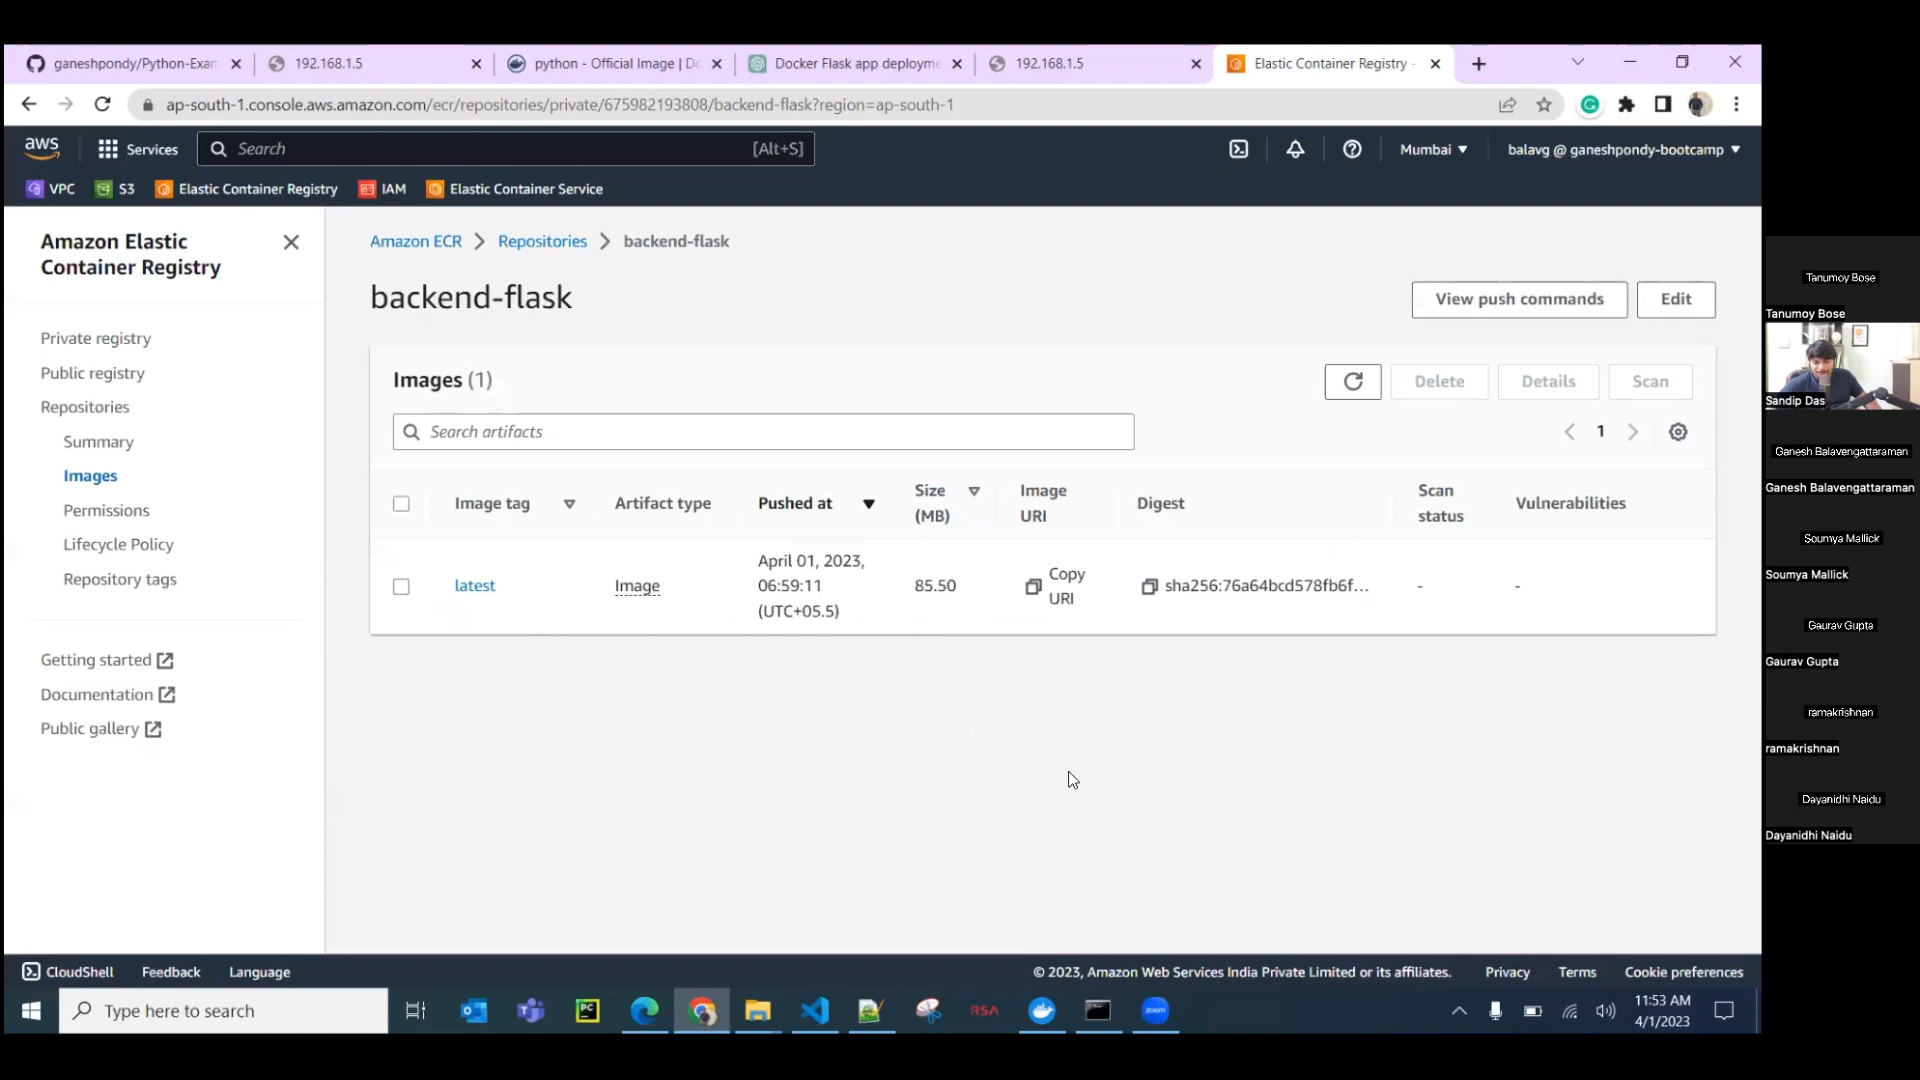 ganeshpondy/Python-Exam
192.168.1.5
python - Official Image | Do
Docker Flask app deployme
192.168.1.5
Elastic Container Registry -
ap-south-1.console.aws.amazon.com/ecr/repositories/private/675982193808/backend-flask?region=ap-south-1
aws
Services
Search
[Alt+S]
Mumbai
balavg @ ganeshpondy-bootcamp
VPC
S3
Elastic Container Registry
IAM
Elastic Container Service
Amazon Elastic
Container Registry
Private registry
Public registry
Repositories
Summary
Images
Permissions
Lifecycle Policy
Repository tags
Getting started
Documentation
Public gallery
Amazon ECR
Repositories
backend-flask
backend-flask
View push commands
Edit
Images (1)
Delete
Details
Scan
Search artifacts
1
Image tag
Artifact type
Pushed at
Size
(MB)
Image
URI
Digest
Scan
status
Vulnerabilities
latest
Image
April 01, 2023,
06:59:11
(UTC+05.5)
85.50
Copy
URI
sha256:76a64bcd578fb6f...
-
-
Tanumoy Bose
Tanumoy Bose
Sandip Das
Ganesh Balavengattaraman
Ganesh Balavengattaraman
Soumya Mallick
Soumya Mallick
Gaurav Gupta
Gaurav Gupta
ramakrishnan
ramakrishnan
Dayanidhi Naidu
Dayanidhi Naidu
CloudShell
Feedback
Language
© 2023, Amazon Web Services India Private Limited or its affiliates.
Privacy
Terms
Cookie preferences
Type here to search
PC
RSA
zoom
11:53 AM
4/1/2023